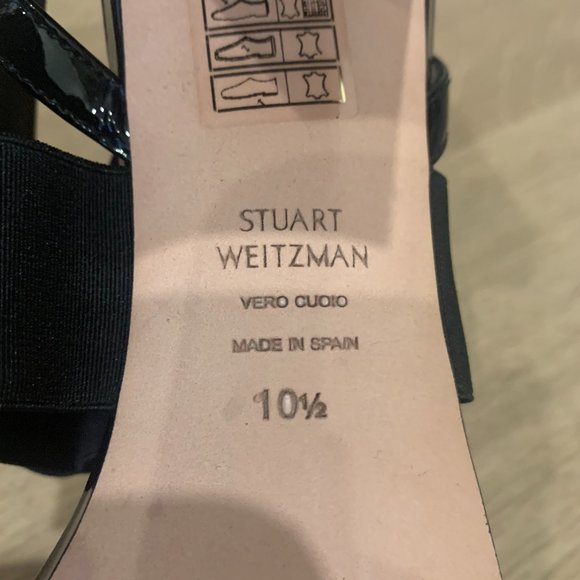 STUART
WEITZMAN
VERO CUOIO
MADE IN SPAIN
10½